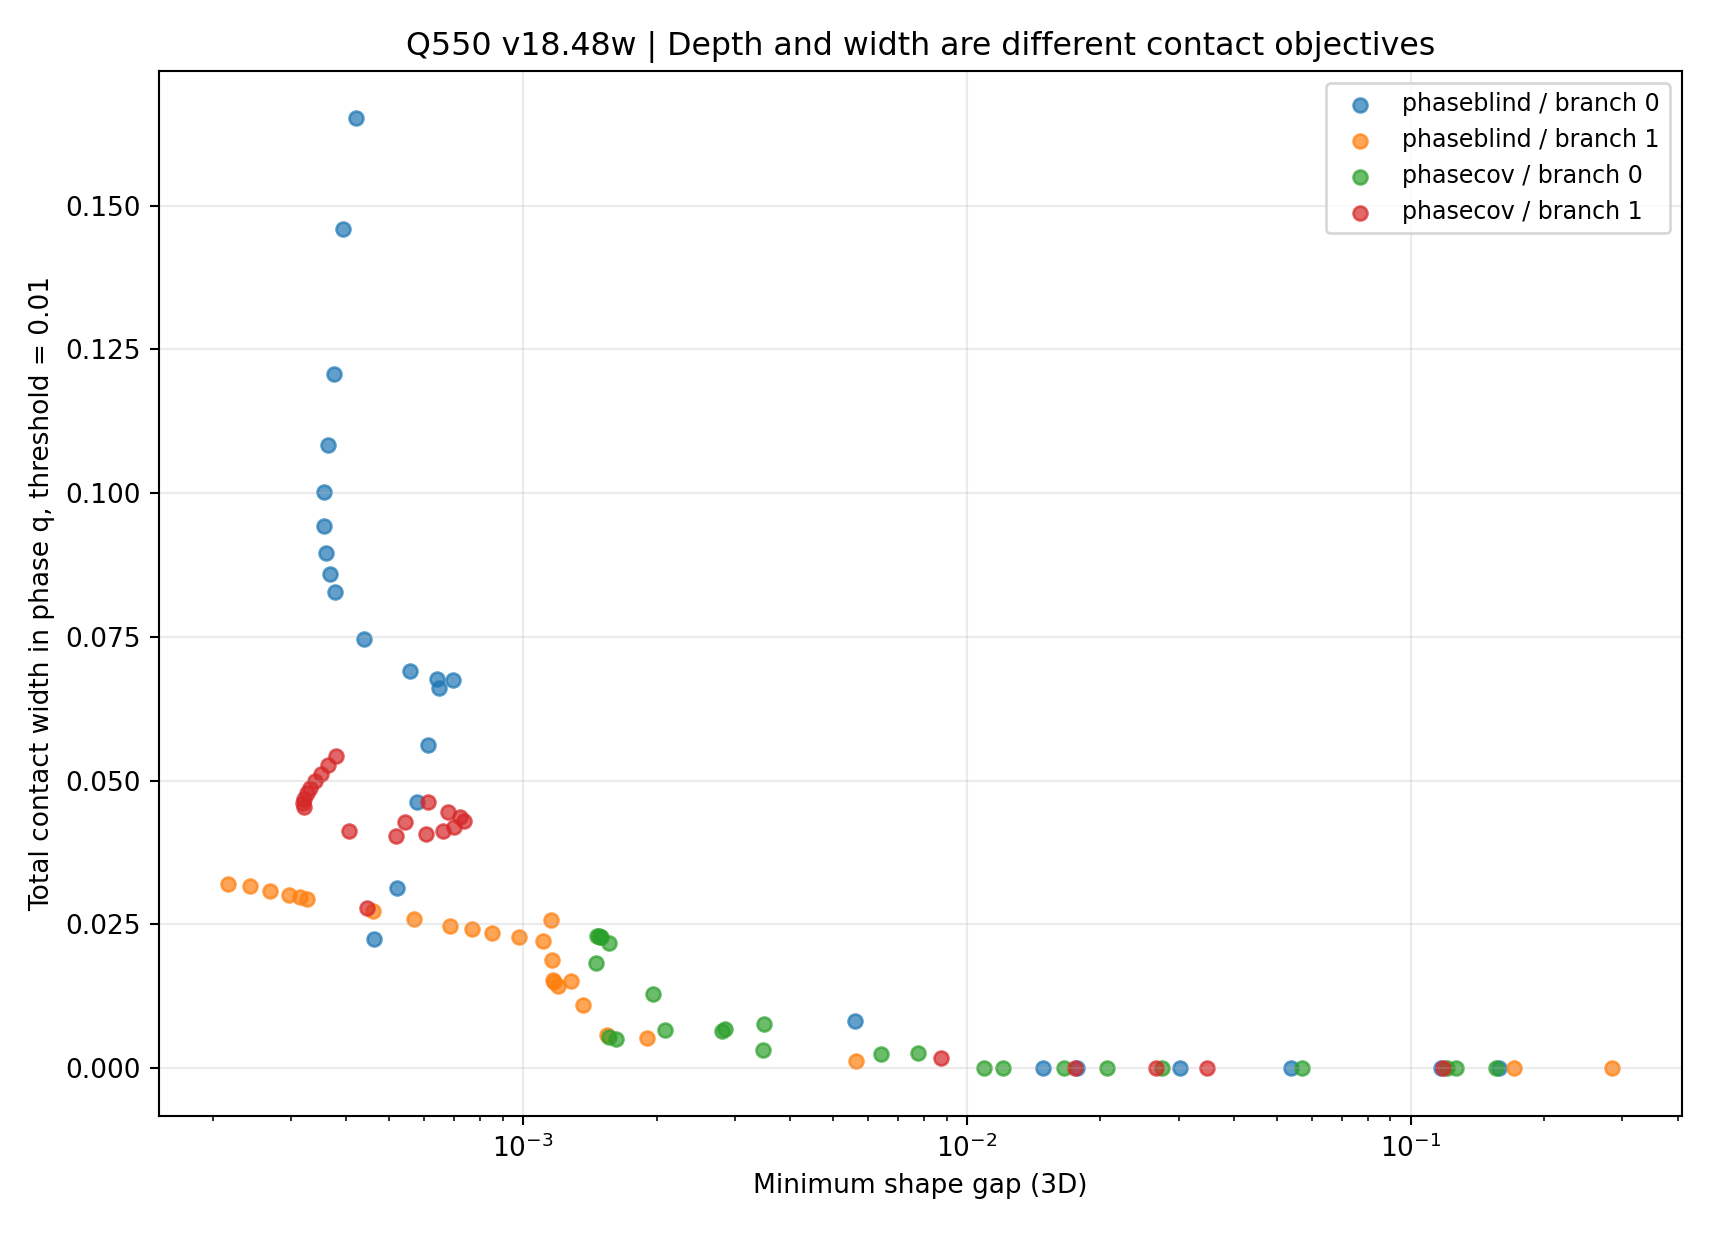 Q550 v18.48w | Depth and width are different contact objectives
phaseblind / branch 0
phaseblind / branch 1
phasecov / branch 0
phasecov / branch 1
Total contact width in phase q, threshold = 0.01
0.150
0.125
0.100
0.075
0.050
0.025
0.000
10⁻³
10⁻²
10⁻¹
Minimum shape gap (3D)